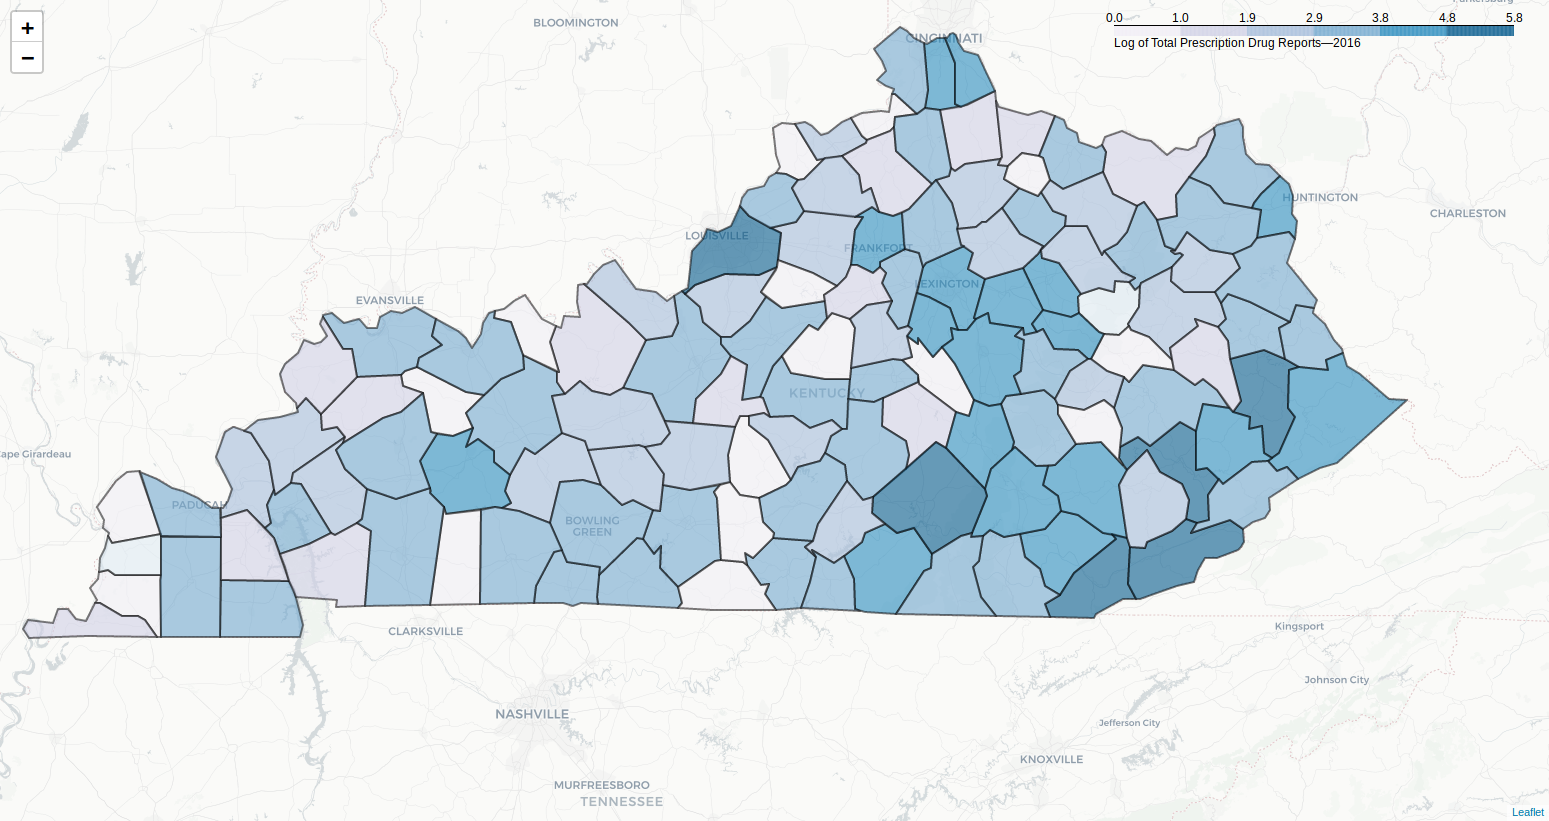 +
−
0.0 1.0 1.9 2.9 3.8 4.8 5.8
Log of Total Prescription Drug Reports—2016
BLOOMINGTON
CINCINNATI
HUNTINGTON
CHARLESTON
LOUISVILLE
FRANKFORT
LEXINGTON
EVANSVILLE
KENTUCKY
Cape Girardeau
PADUCAH
BOWLING
GREEN
CLARKSVILLE
Kingsport
Johnson City
NASHVILLE
Jefferson City
KNOXVILLE
MURFREESBORO
TENNESSEE
Leaflet